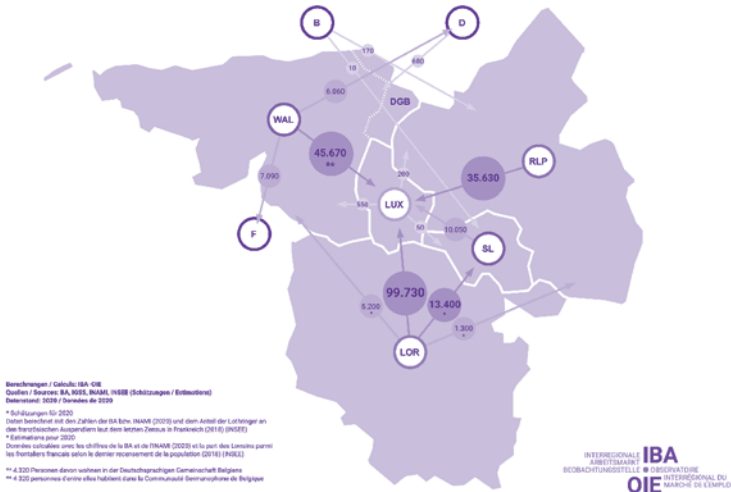 B
D
170
10
680
6.060
DGB
WAL
45.670
**
RLP
7.090
260
35.630
LUX
550
50
10.050
F
SL
99.730
13.400
*
5.200
*
1.300
*
LOR
Berechnungen / Calculs: IBA·OIE
Quellen / Sources: BA, IGSS, INAMI, INSEE (Schätzungen / Estimations)
Datenstand: 2020 / Données de 2020
* Schätzungen für 2020
Daten berechnet mit den Zahlen der BA bzw. INAMI (2020) und dem Anteil der Lothringer an
den französischen Auspendlern laut dem letzten Zensus in Frankreich (2018) (INSEE)
* Estimations pour 2020
Données calculées avec les chiffres de la BA et de l'INAMI (2020) et la part des Lorrains parmi
les frontaliers français selon le dernier recensement de la population (2018) (INSEE)
** 4.320 Personen davon wohnen in der Deutschsprachigen Gemeinschaft Belgiens
** 4 320 personnes d'entre elles habitent dans la Communauté Germanophone de Belgique
INTERREGIONALE
ARBEITSMARKT
BEOBACHTUNGSSTELLE
IBA
OBSERVATOIRE
OIE
INTERRÉGIONAL DU
MARCHÉ DE L'EMPLOI